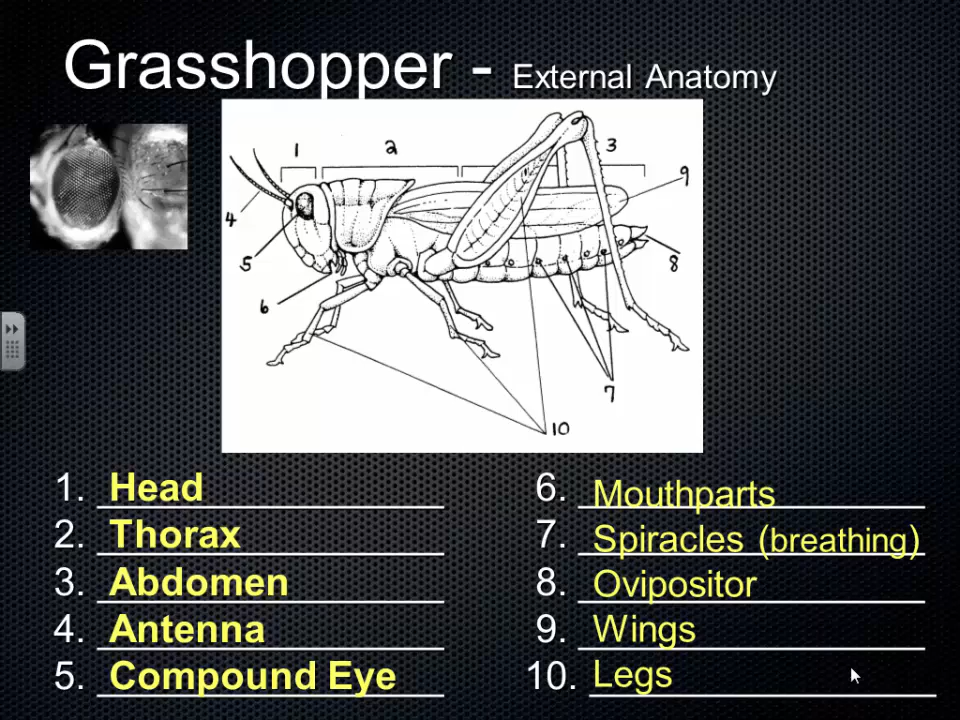 Grasshopper - External Anatomy
1 2 3
9
4
5
8
6
7
10
1. Head
2. Thorax
3. Abdomen
4. Antenna
5. Compound Eye
6. Mouthparts
7. Spiracles (breathing)
8. Ovipositor
9. Wings
10. Legs